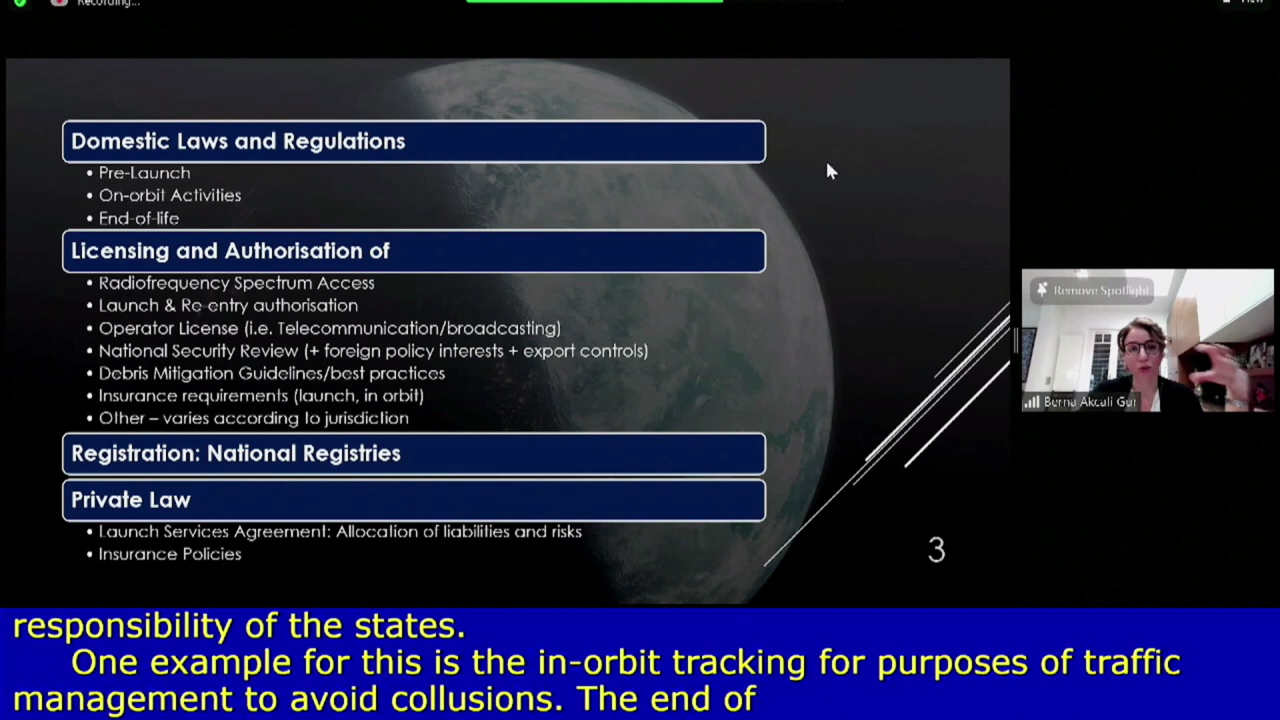 Recording...
View
Domestic Laws and Regulations
• Pre-Launch
• On-orbit Activities
• End-of-life
Licensing and Authorisation of
• Radiofrequency Spectrum Access
• Launch & Re-entry authorisation
• Operator License (i.e. Telecommunication/broadcasting)
• National Security Review (+ foreign policy interests + export controls)
• Debris Mitigation Guidelines/best practices
• Insurance requirements (launch, in orbit)
• Other – varies according to jurisdiction
Registration: National Registries
Private Law
• Launch Services Agreement: Allocation of liabilities and risks
• Insurance Policies
3
Remove Spotlight
Berna Akcali Gur
responsibility of the states.
One example for this is the in-orbit tracking for purposes of traffic
management to avoid collusions. The end of